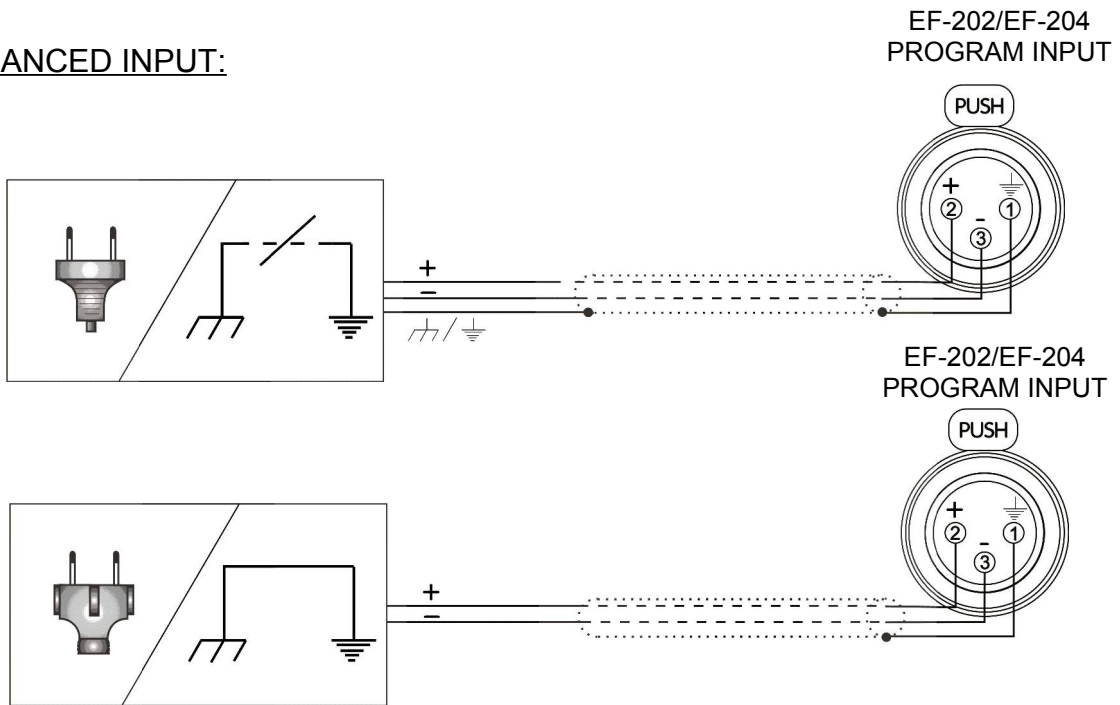 EF-202/EF-204
PROGRAM INPUT
ANCED INPUT:
PUSH
+
2
1
-
3
+
–
/
EF-202/EF-204
PROGRAM INPUT
PUSH
+
2
1
-
3
+
–